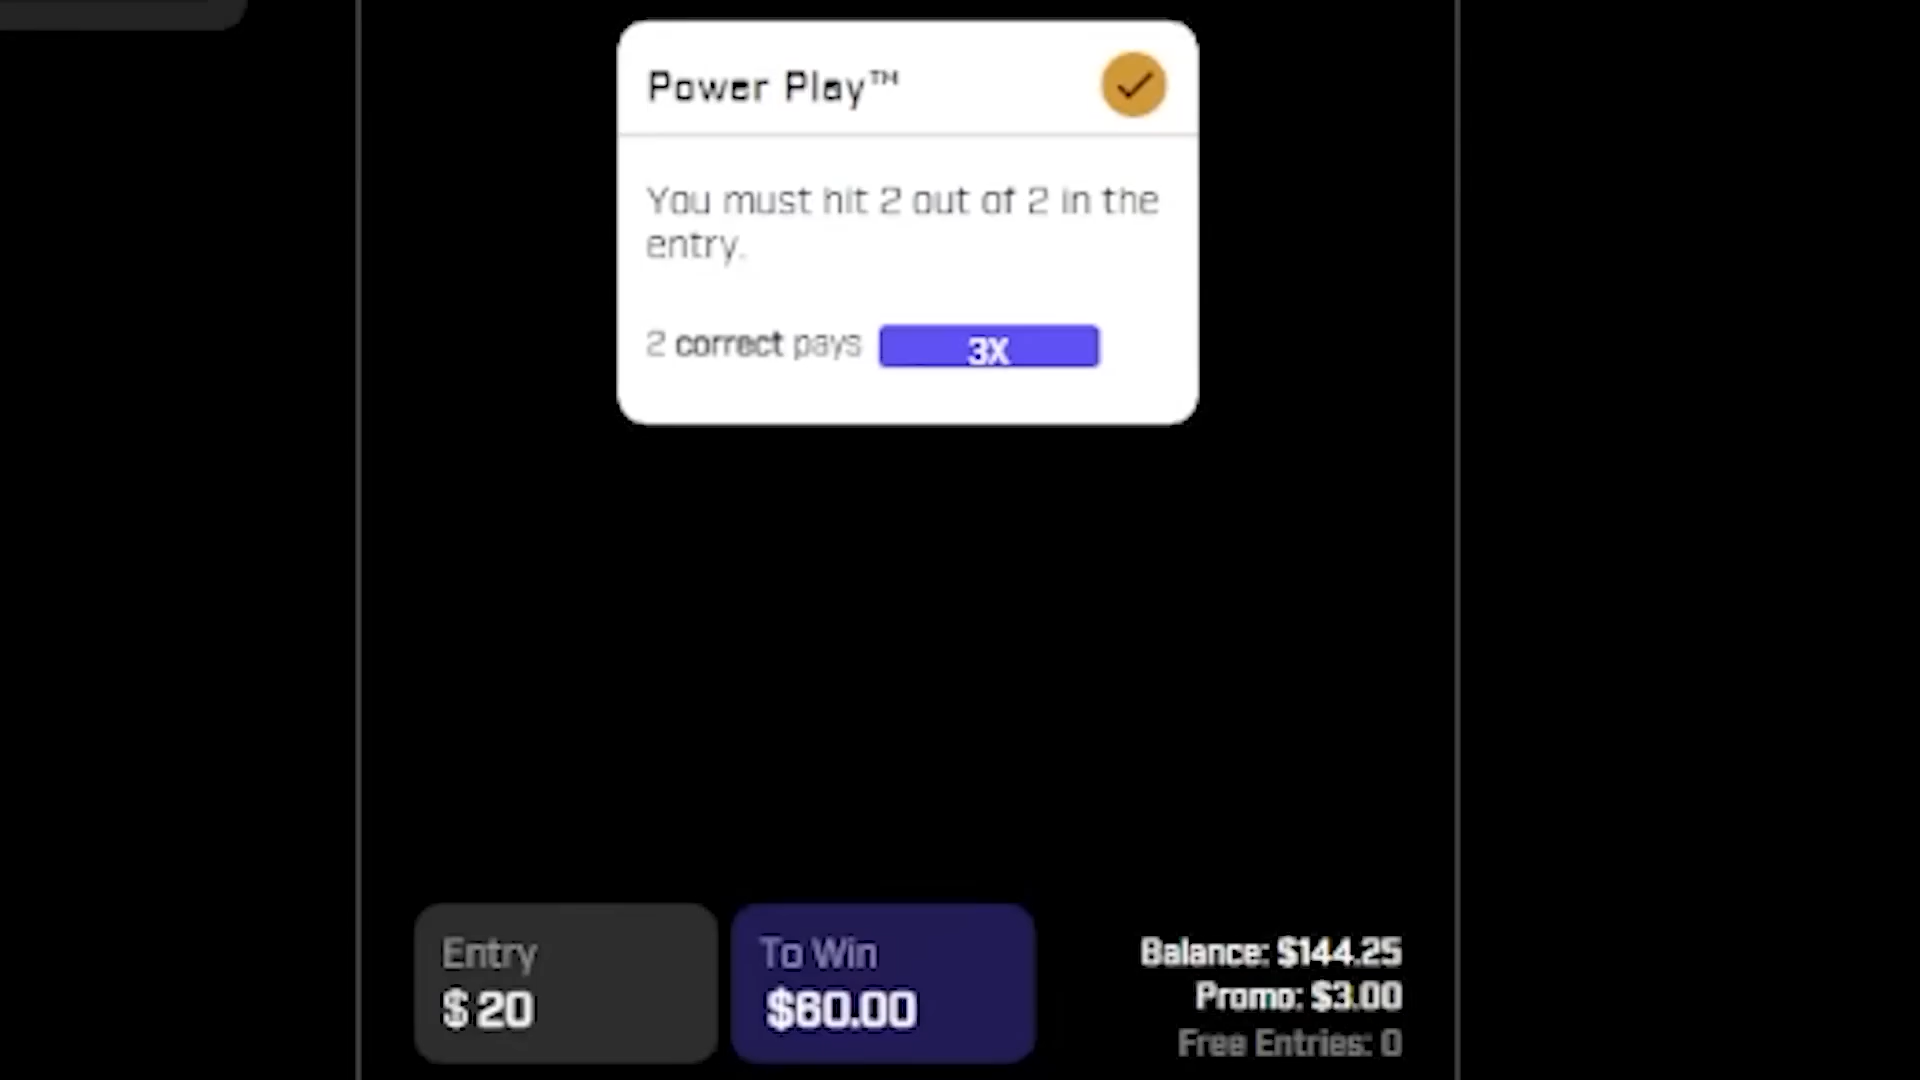 Power Play™
You must hit 2 out of 2 in the
entry.
2 correct pays 3X
Entry
$ 20
To Win
$60.00
Balance: $144.25
Promo: $3.00
Free Entries: 0